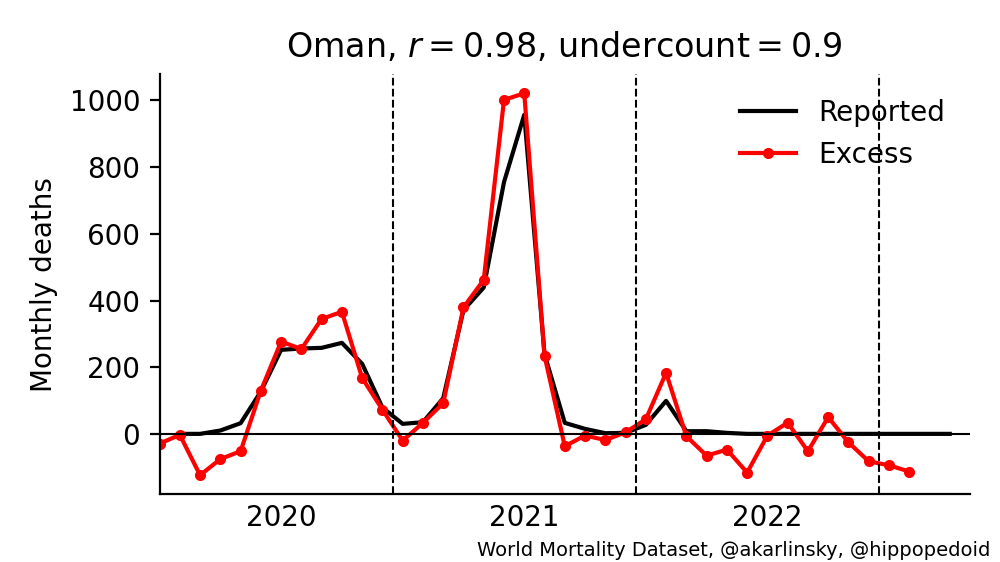 Oman, r = 0.98, undercount = 0.9
Monthly deaths
1000
800
600
400
200
0
Reported
Excess
2020 2021 2022
World Mortality Dataset, @akarlinsky, @hippopedoid